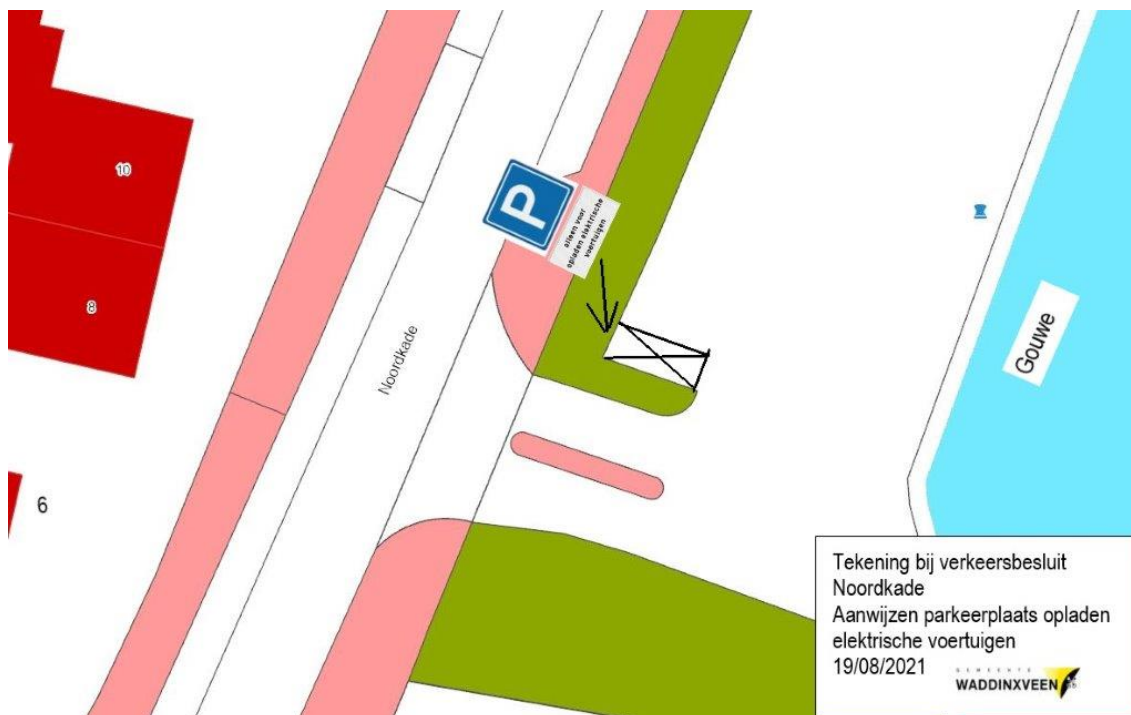 10
8
6
P
alleen voor
opladen elektrische
voertuigen
Noordkade
Gouwe
Tekening bij verkeersbesluit
Noordkade
Aanwijzen parkeerplaats opladen
elektrische voertuigen
19/08/2021
GEMEENTE
WADDINXVEEN